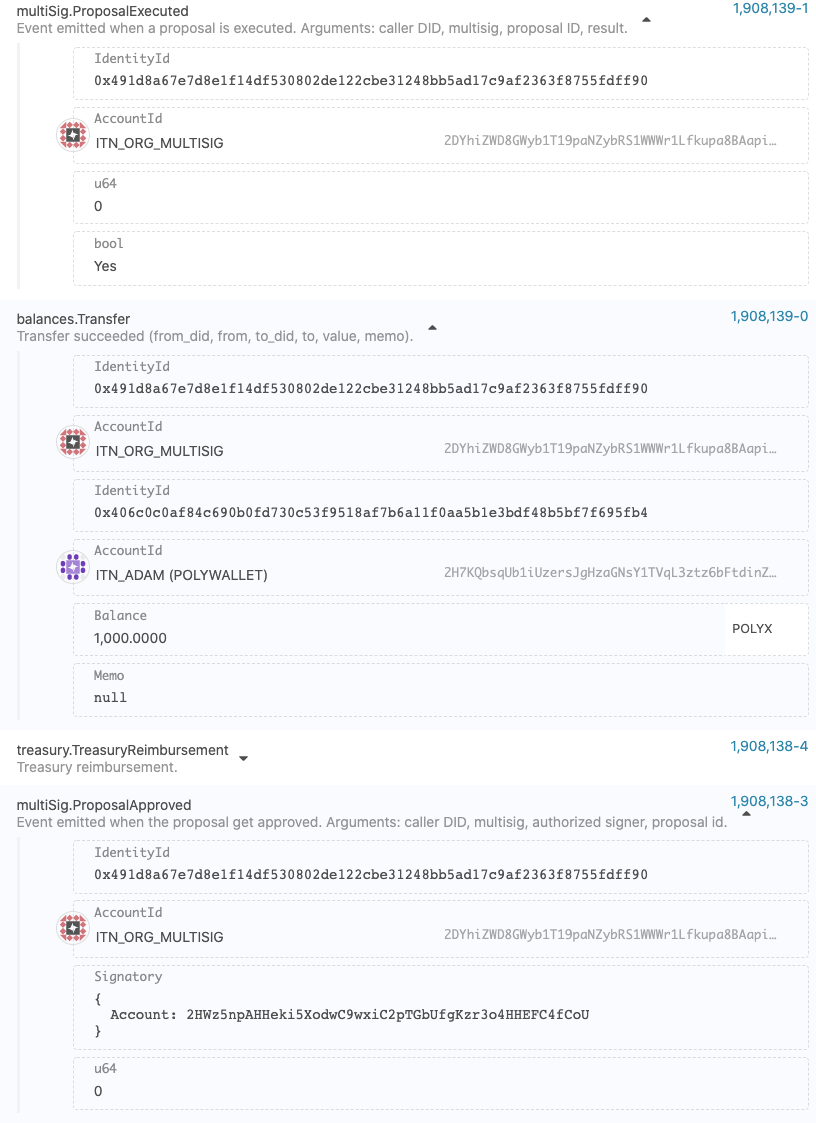 multiSig.ProposalExecuted
1,908,139-1
Event emitted when a proposal is executed. Arguments: caller DID, multisig, proposal ID, result.
IdentityId
0x491d8a67e7d8e1f14df530802de122cbe31248bb5ad17c9af2363f8755fdff90
AccountId
ITN_ORG_MULTISIG
2DYhiZWD8GWyb1T19paNZybRS1WWWr1Lfkupa8BAapi…
u64
0
bool
Yes
balances.Transfer
1,908,139-0
Transfer succeeded (from_did, from, to_did, to, value, memo).
IdentityId
0x491d8a67e7d8e1f14df530802de122cbe31248bb5ad17c9af2363f8755fdff90
AccountId
ITN_ORG_MULTISIG
2DYhiZWD8GWyb1T19paNZybRS1WWWr1Lfkupa8BAapi…
IdentityId
0x406c0c0af84c690b0fd730c53f9518af7b6a11f0aa5b1e3bdf48b5bf7f695fb4
AccountId
ITN_ADAM (POLYWALLET)
2H7KQbsqUb1iUzersJgHzaGNsY1TVqL3ztz6bFtdinZ…
Balance
1,000.0000
POLYX
Memo
null
treasury.TreasuryReimbursement
1,908,138-4
Treasury reimbursement.
multiSig.ProposalApproved
1,908,138-3
Event emitted when the proposal get approved. Arguments: caller DID, multisig, authorized signer, proposal id.
IdentityId
0x491d8a67e7d8e1f14df530802de122cbe31248bb5ad17c9af2363f8755fdff90
AccountId
ITN_ORG_MULTISIG
2DYhiZWD8GWyb1T19paNZybRS1WWWr1Lfkupa8BAapi…
Signatory
{
Account: 2HWz5npAHHeki5XodwC9wxiC2pTGbUfgKzr3o4HHEFC4fCoU
}
u64
0